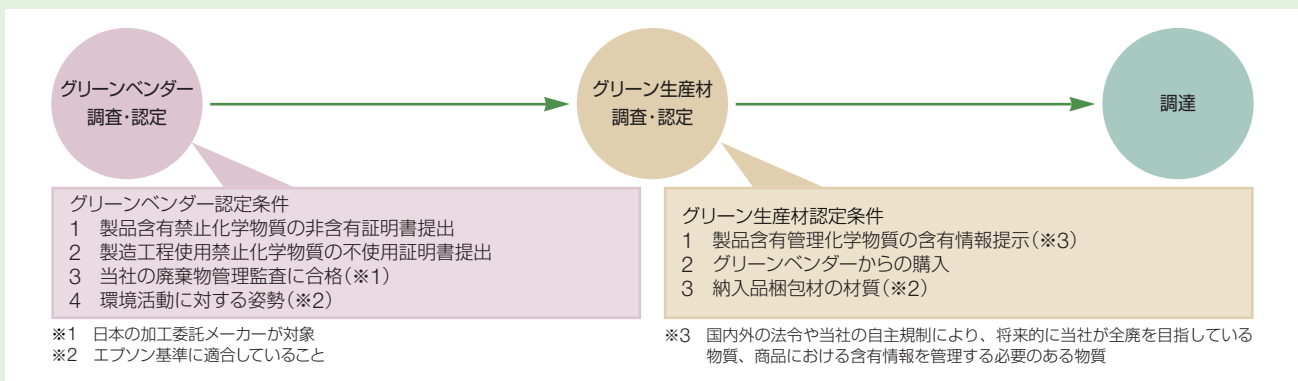 グリーンベンダー
調査・認定
グリーン生産材
調査・認定
調達
グリーンベンダー認定条件
1 製品含有禁止化学物質の非含有証明書提出
2 製造工程使用禁止化学物質の不使用証明書提出
3 当社の廃棄物管理監査に合格(※1)
4 環境活動に対する姿勢(※2)
※1 日本の加工委託メーカーが対象
※2 エプソン基準に適合していること
グリーン生産材認定条件
1 製品含有管理化学物質の含有情報提示(※3)
2 グリーンベンダーからの購入
3 納入品梱包材の材質(※2)
※3 国内外の法令や当社の自主規制により、将来的に当社が全廃を目指している
物質、商品における含有情報を管理する必要のある物質